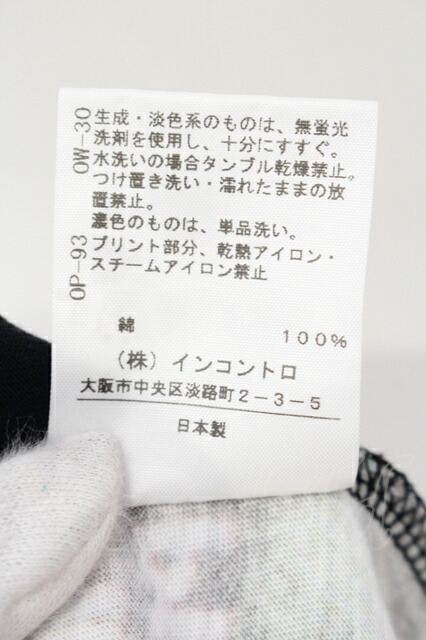 生成・淡色系のものは、無蛍光
洗剤を使用し、十分にすすぐ。
水洗いの場合タンブル乾燥禁止。
つけ置き洗い・濡れたままの放
置禁止。
濃色のものは、単品洗い。
プリント部分、乾熱アイロン・
スチームアイロン禁止
OW-30
OP-93
綿 100%
(株)インコントロ
大阪市中央区淡路町2-3-5
日本製